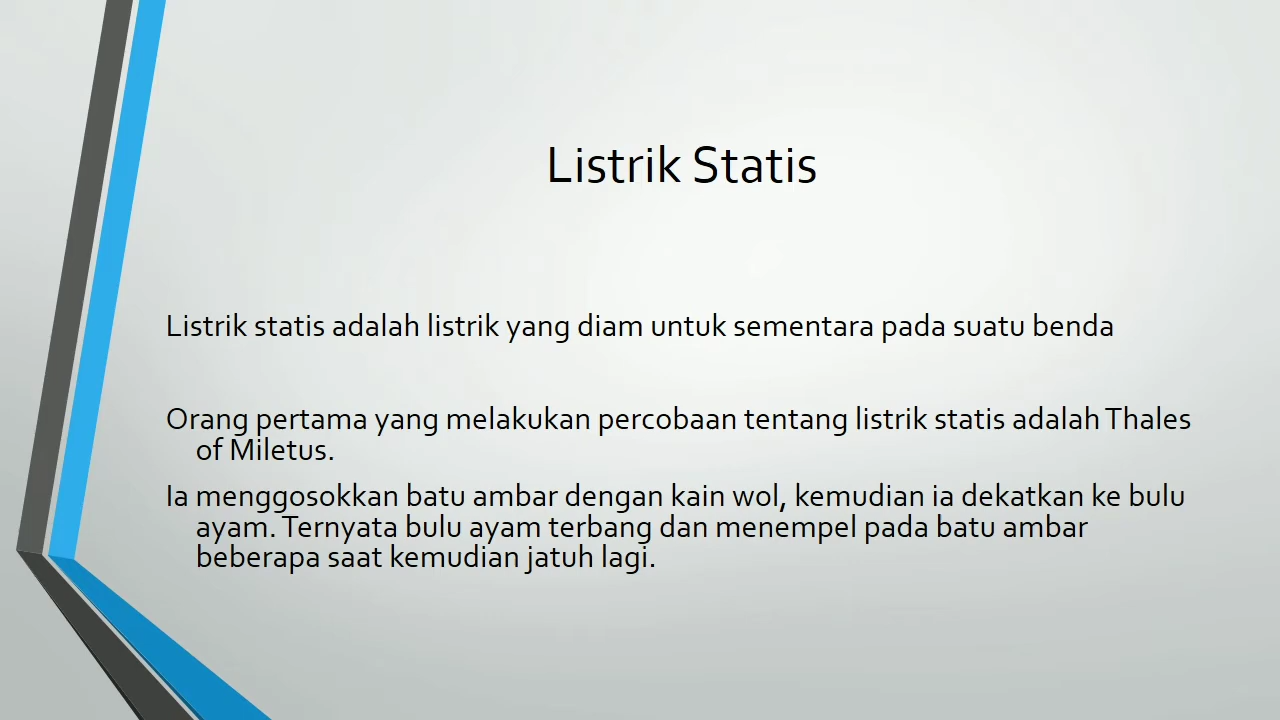 Listrik Statis
Listrik statis adalah listrik yang diam untuk sementara pada suatu benda
Orang pertama yang melakukan percobaan tentang listrik statis adalah Thales
of Miletus.
Ia menggosokkan batu ambar dengan kain wol, kemudian ia dekatkan ke bulu
ayam. Ternyata bulu ayam terbang dan menempel pada batu ambar
beberapa saat kemudian jatuh lagi.